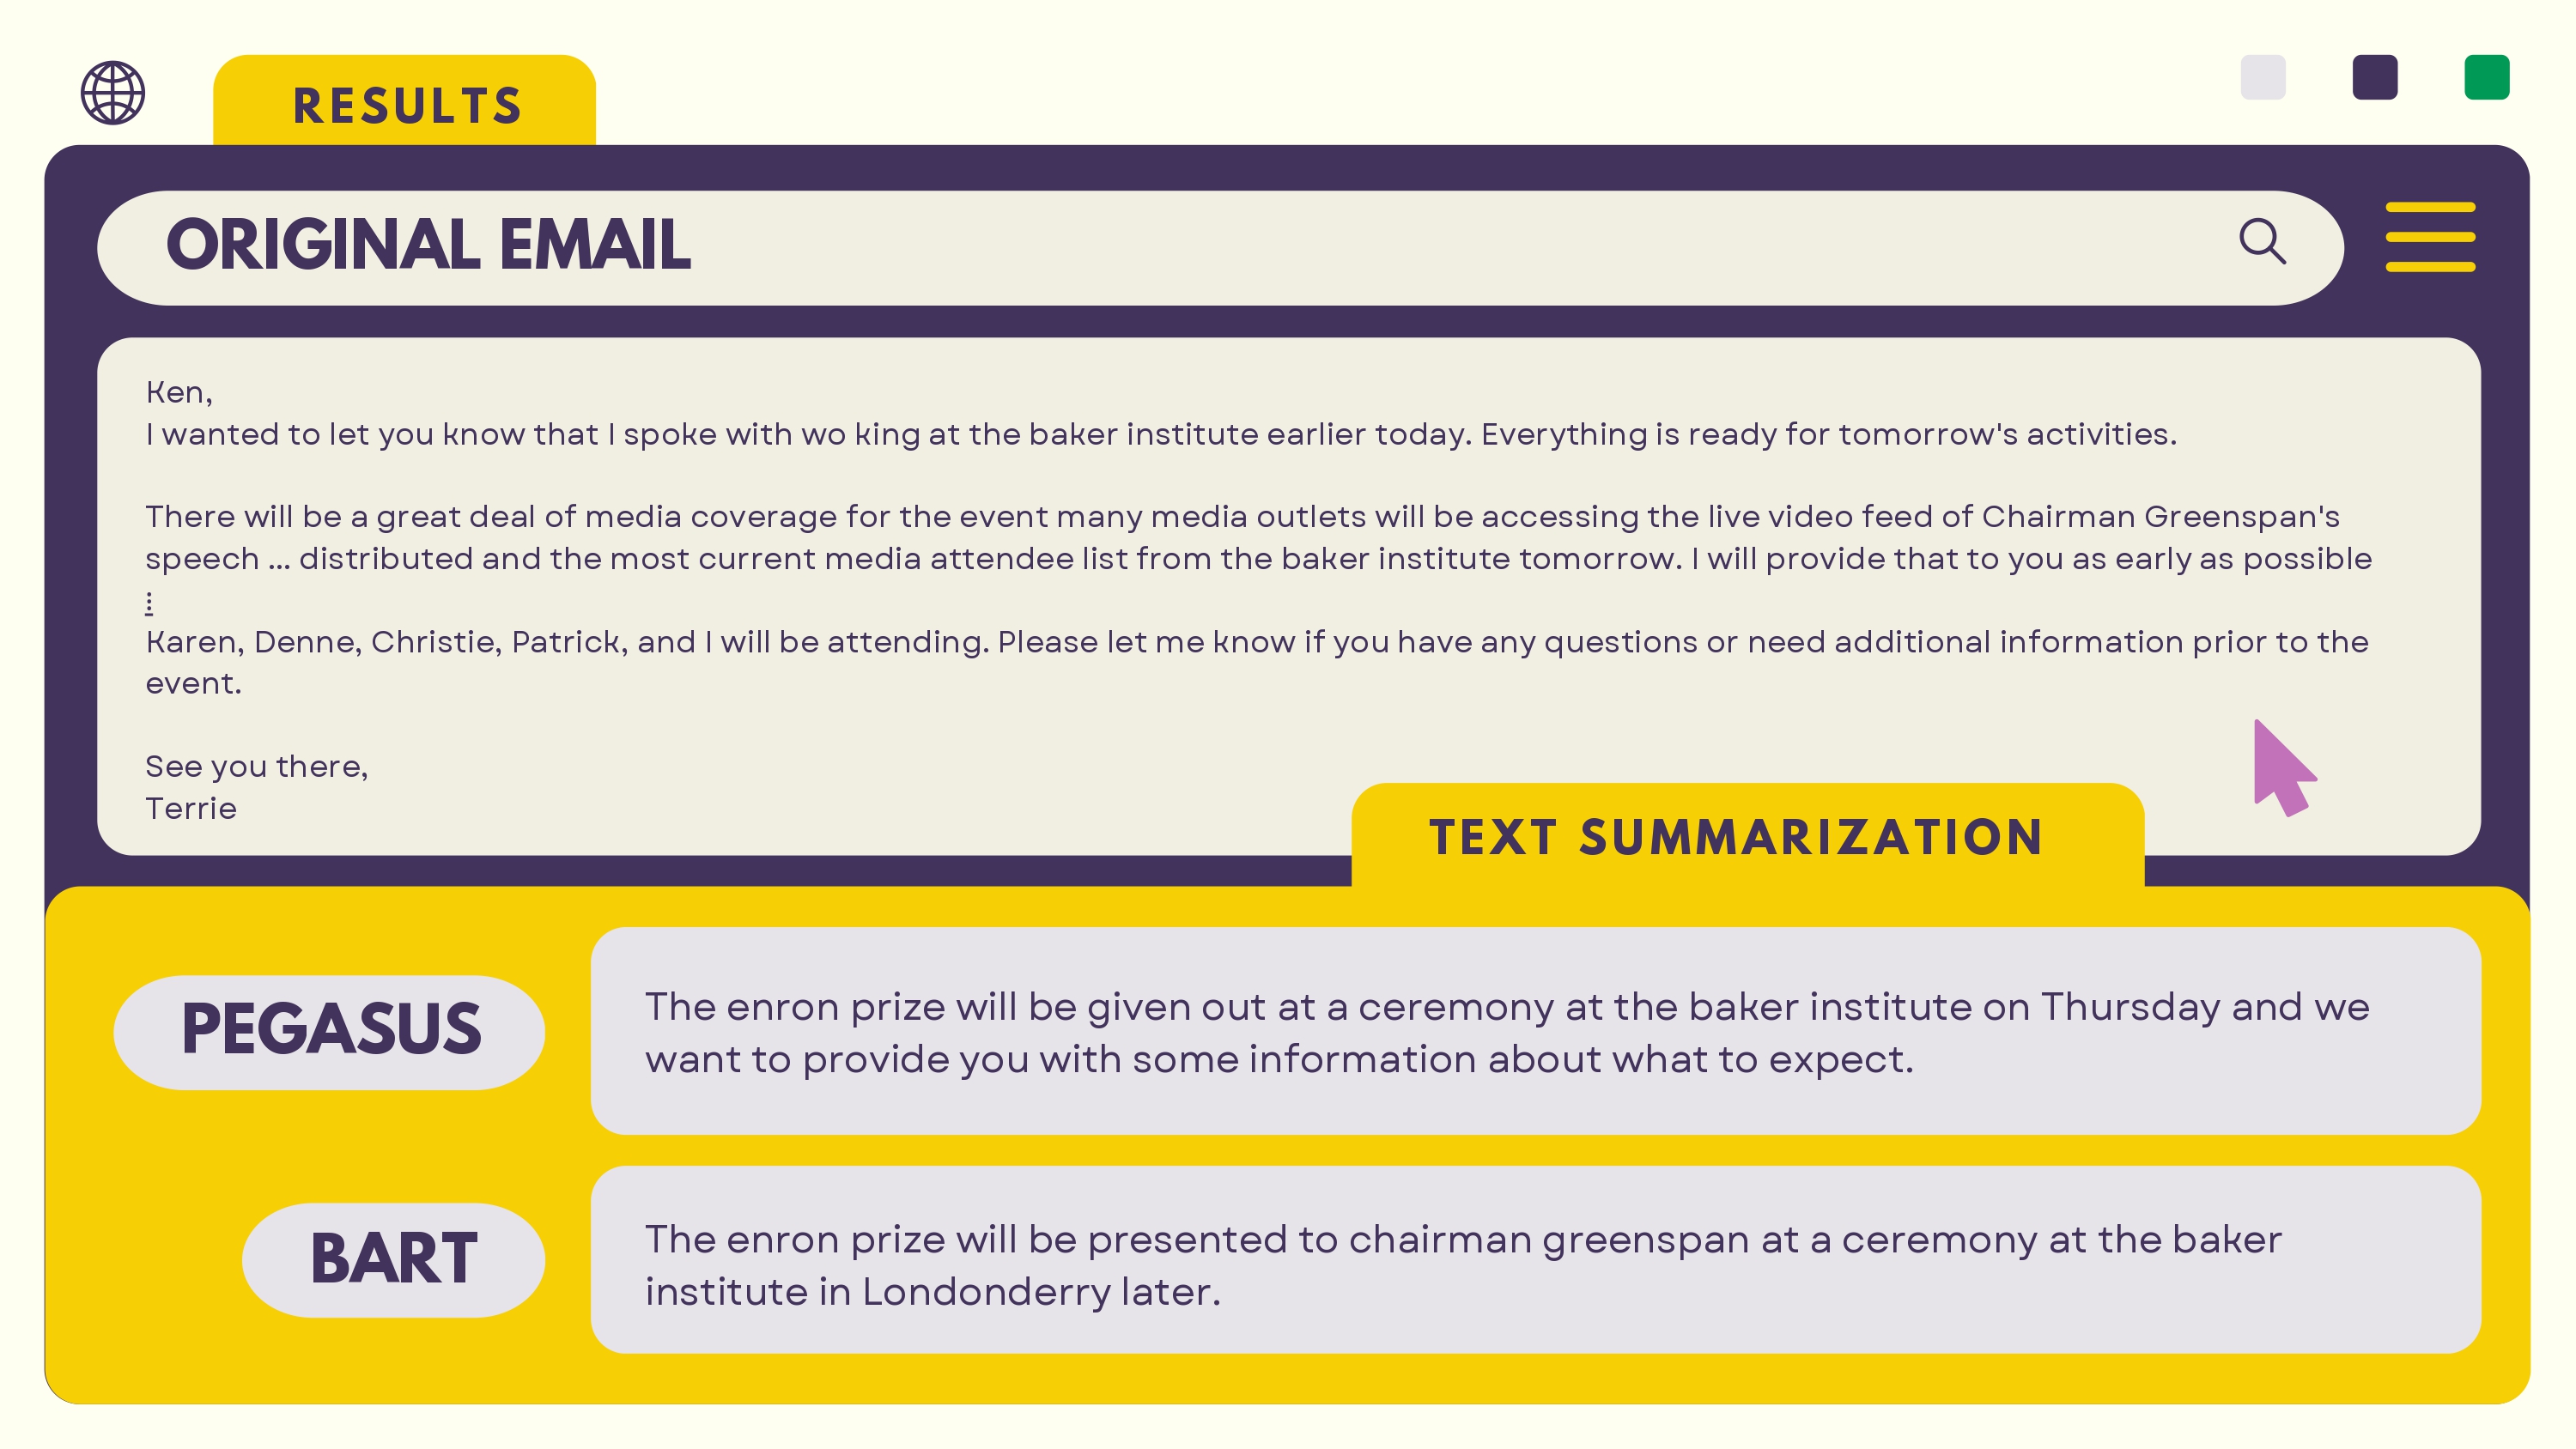 RESULTS
ORIGINAL EMAIL
Ken,
I wanted to let you know that I spoke with wo king at the baker institute earlier today. Everything is ready for tomorrow's activities.
There will be a great deal of media coverage for the event many media outlets will be accessing the live video feed of Chairman Greenspan's
speech ... distributed and the most current media attendee list from the baker institute tomorrow. I will provide that to you as early as possible
⋮
Karen, Denne, Christie, Patrick, and I will be attending. Please let me know if you have any questions or need additional information prior to the
event.
See you there,
Terrie
TEXT SUMMARIZATION
PEGASUS
The enron prize will be given out at a ceremony at the baker institute on Thursday and we
want to provide you with some information about what to expect.
BART
The enron prize will be presented to chairman greenspan at a ceremony at the baker
institute in Londonderry later.